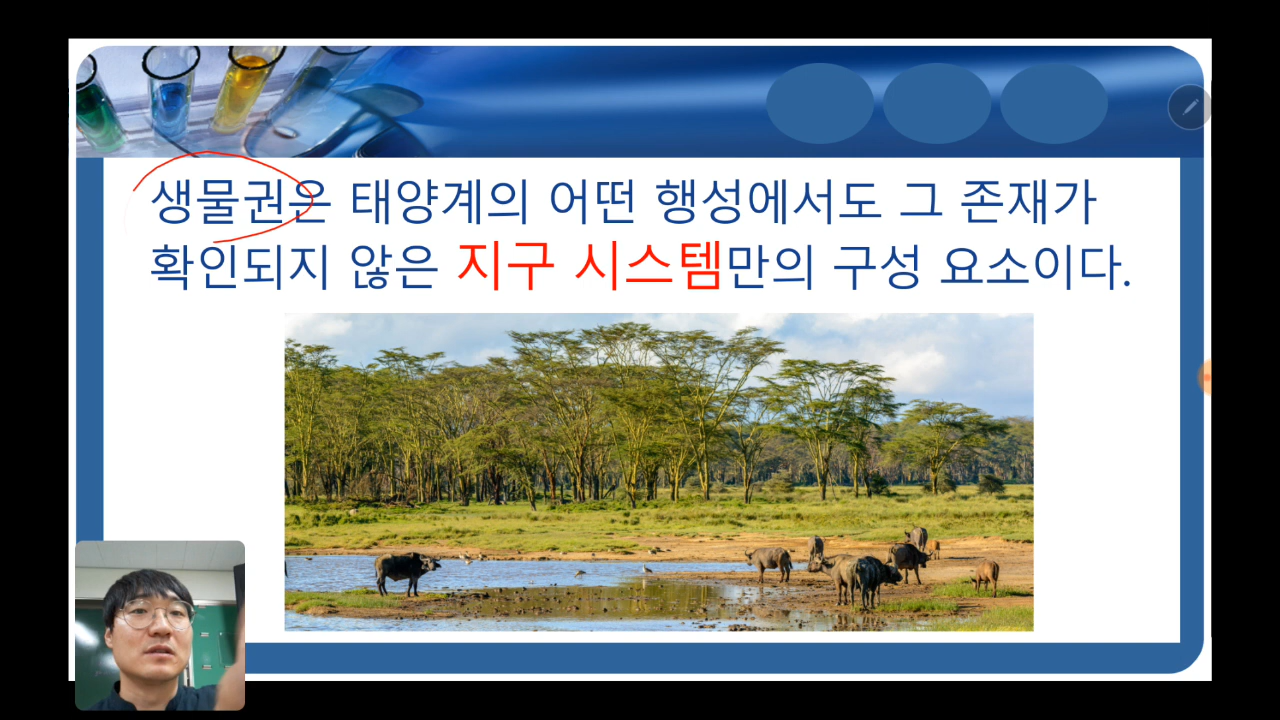 생물권은 태양계의 어떤 행성에서도 그 존재가
확인되지 않은 지구 시스템만의 구성 요소이다.